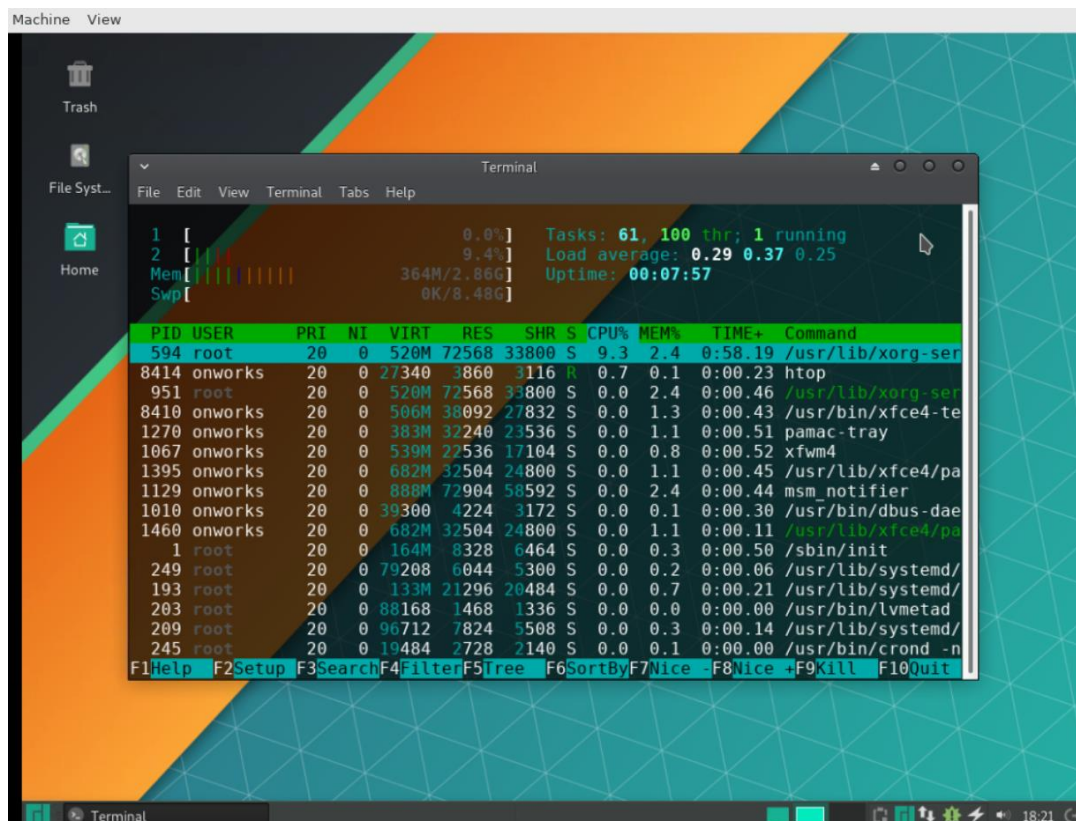 Machine View
Trash
File Syst...
Home
Terminal
File Edit View Terminal Tabs Help
1 [ 0.0%] Tasks: 61, 100 thr; 1 running
2 [||||| 9.4%] Load average: 0.29 0.37 0.25
Mem[||||||||||| 364M/2.86G] Uptime: 00:07:57
Swp[ 0K/8.48G]
PID USER PRI NI VIRT RES SHR S CPU% MEM% TIME+ Command
594 root 20 0 520M 72568 33800 S 9.3 2.4 0:58.19 /usr/lib/xorg-ser
8414 onworks 20 0 27340 3860 3116 R 0.7 0.1 0:00.23 htop
951 root 20 0 520M 72568 33800 S 0.0 2.4 0:00.46 /usr/lib/xorg-ser
8410 onworks 20 0 506M 38092 27832 S 0.0 1.3 0:00.43 /usr/bin/xfce4-te
1270 onworks 20 0 383M 32240 23536 S 0.0 1.1 0:00.51 pamac-tray
1067 onworks 20 0 539M 22536 17104 S 0.0 0.8 0:00.52 xfwm4
1395 onworks 20 0 682M 32504 24800 S 0.0 1.1 0:00.45 /usr/lib/xfce4/pa
1129 onworks 20 0 888M 72904 58592 S 0.0 2.4 0:00.44 msm_notifier
1010 onworks 20 0 39300 4224 3172 S 0.0 0.1 0:00.30 /usr/bin/dbus-dae
1460 onworks 20 0 682M 32504 24800 S 0.0 1.1 0:00.11 /usr/lib/xfce4/pa
1 root 20 0 164M 8328 6464 S 0.0 0.3 0:00.50 /sbin/init
249 root 20 0 79208 6044 5300 S 0.0 0.2 0:00.06 /usr/lib/systemd/
193 root 20 0 133M 21296 20484 S 0.0 0.7 0:00.21 /usr/lib/systemd/
203 root 20 0 88168 1468 1336 S 0.0 0.0 0:00.00 /usr/bin/lvmetad
209 root 20 0 96712 7824 5508 S 0.0 0.3 0:00.14 /usr/lib/systemd/
245 root 20 0 19484 2728 2140 S 0.0 0.1 0:00.00 /usr/bin/crond -n
F1Help F2Setup F3SearchF4FilterF5Tree F6SortByF7Nice -F8Nice +F9Kill F10Quit
Terminal 18:21